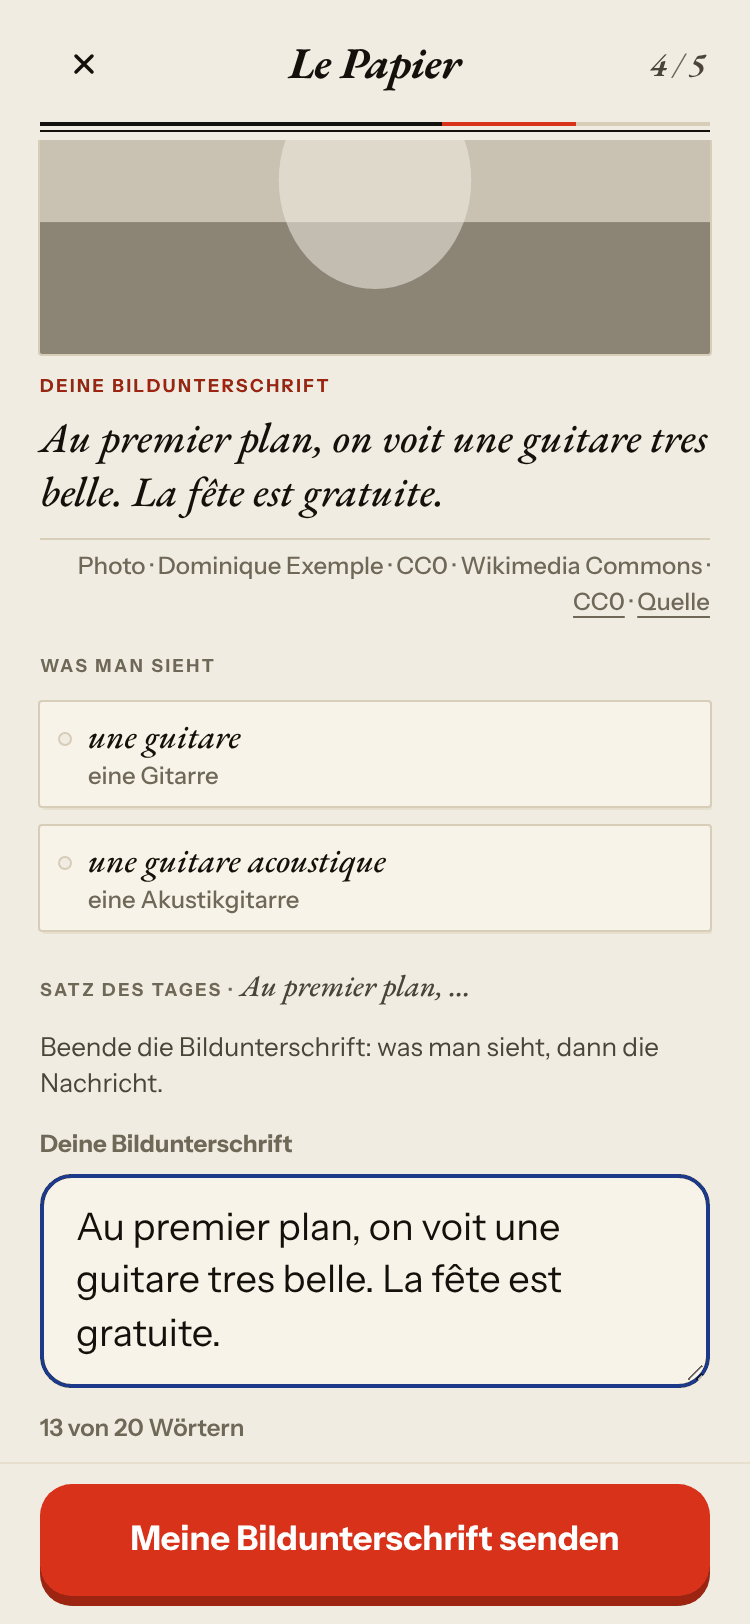 Le Papier
4 / 5
DEINE BILDUNTERSCHRIFT
Au premier plan, on voit une guitare tres
belle. La fête est gratuite.
Photo · Dominique Exemple · CC0 · Wikimedia Commons ·
CC0 · Quelle
WAS MAN SIEHT
une guitare
eine Gitarre
une guitare acoustique
eine Akustikgitarre
SATZ DES TAGES · Au premier plan, ...
Beende die Bildunterschrift: was man sieht, dann die
Nachricht.
Deine Bildunterschrift
Au premier plan, on voit une
guitare tres belle. La fête est
gratuite.
13 von 20 Wörtern
Meine Bildunterschrift senden